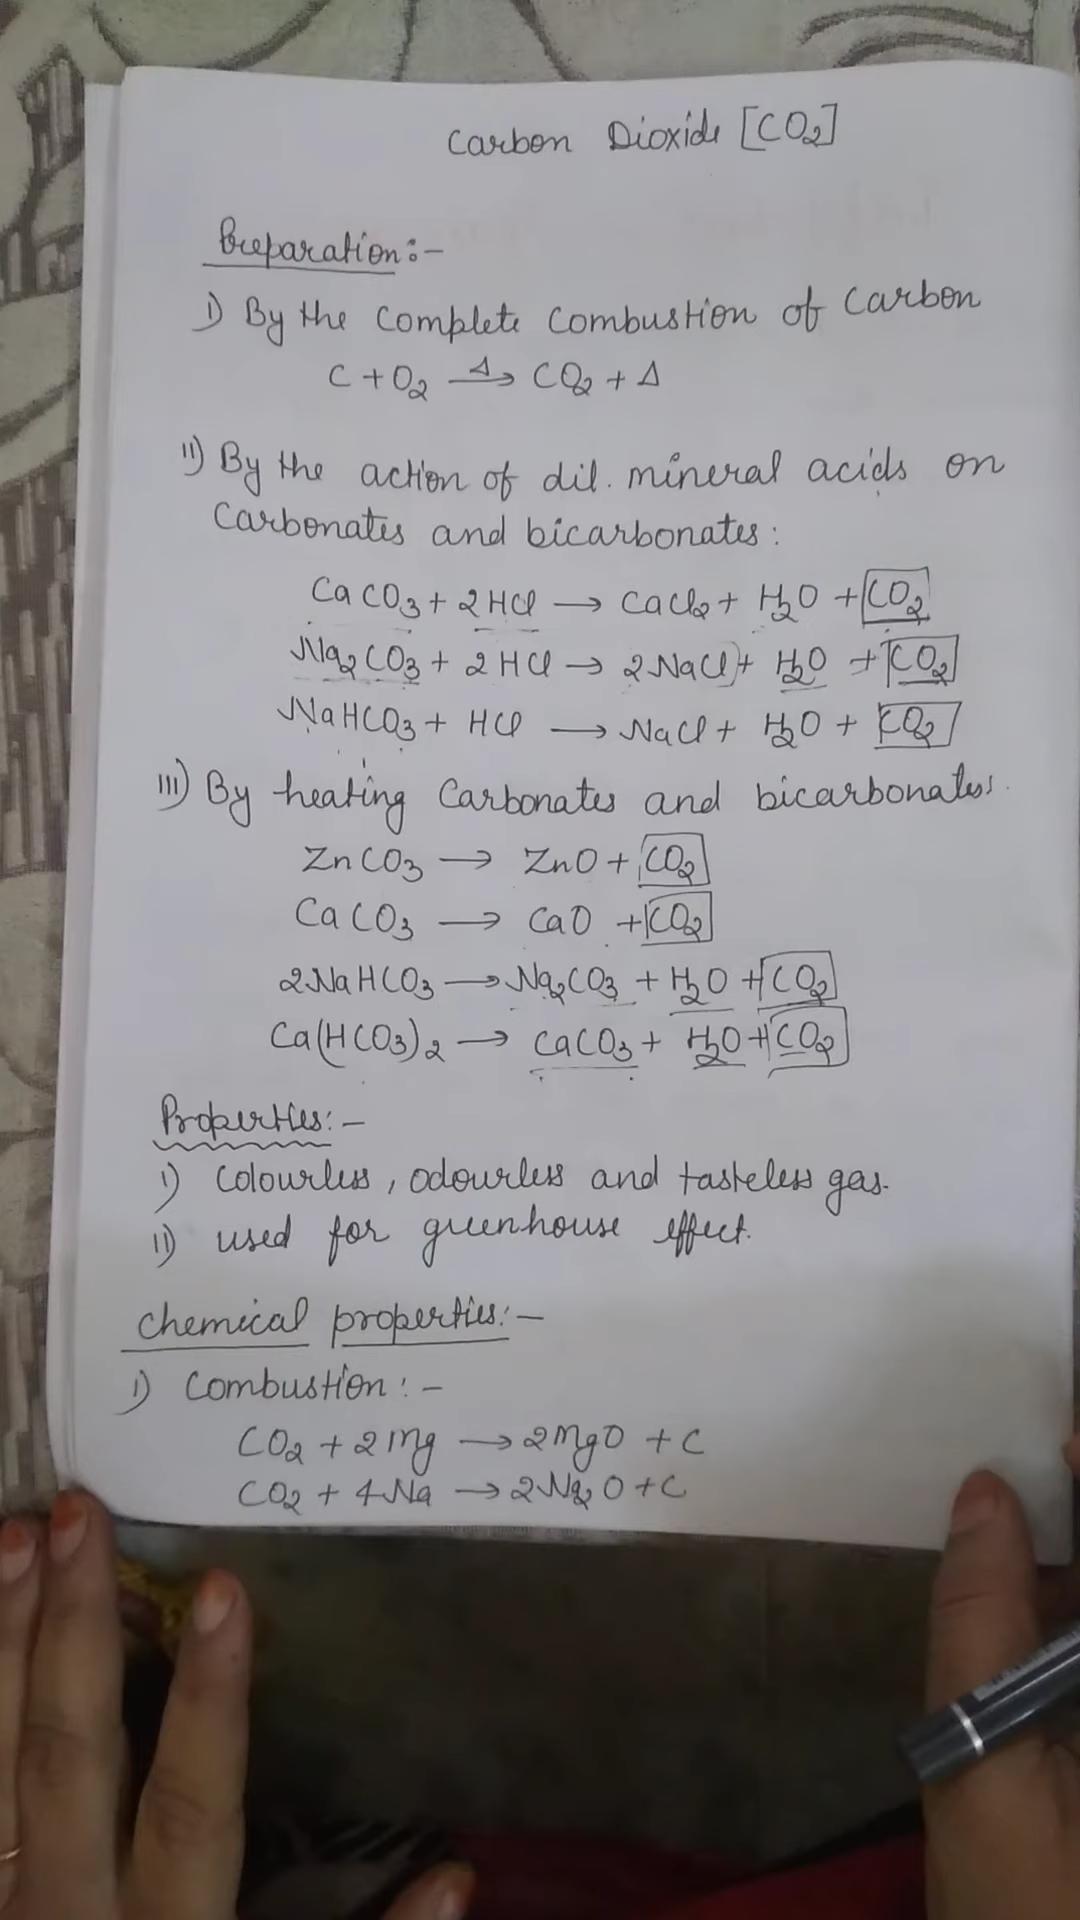 Carbon Dioxide [CO₂]
Preparation:-
i) By the complete combustion of carbon
C + O₂ —Δ→ CO₂ + Δ
ii) By the action of dil. mineral acids on
carbonates and bicarbonates:
CaCO₃ + 2HCl → CaCl₂ + H₂O + CO₂
Na₂CO₃ + 2HCl → 2NaCl + H₂O + CO₂
NaHCO₃ + HCl → NaCl + H₂O + CO₂
iii) By heating Carbonates and bicarbonates:
ZnCO₃ → ZnO + CO₂
CaCO₃ → CaO + CO₂
2NaHCO₃ → Na₂CO₃ + H₂O + CO₂
Ca(HCO₃)₂ → CaCO₃ + H₂O + CO₂
Properties:-
i) Colourless, odourless and tasteless gas.
ii) used for greenhouse effect.
Chemical properties:-
i) Combustion:-
CO₂ + 2Mg → 2MgO + C
CO₂ + 4Na → 2Na₂O + C